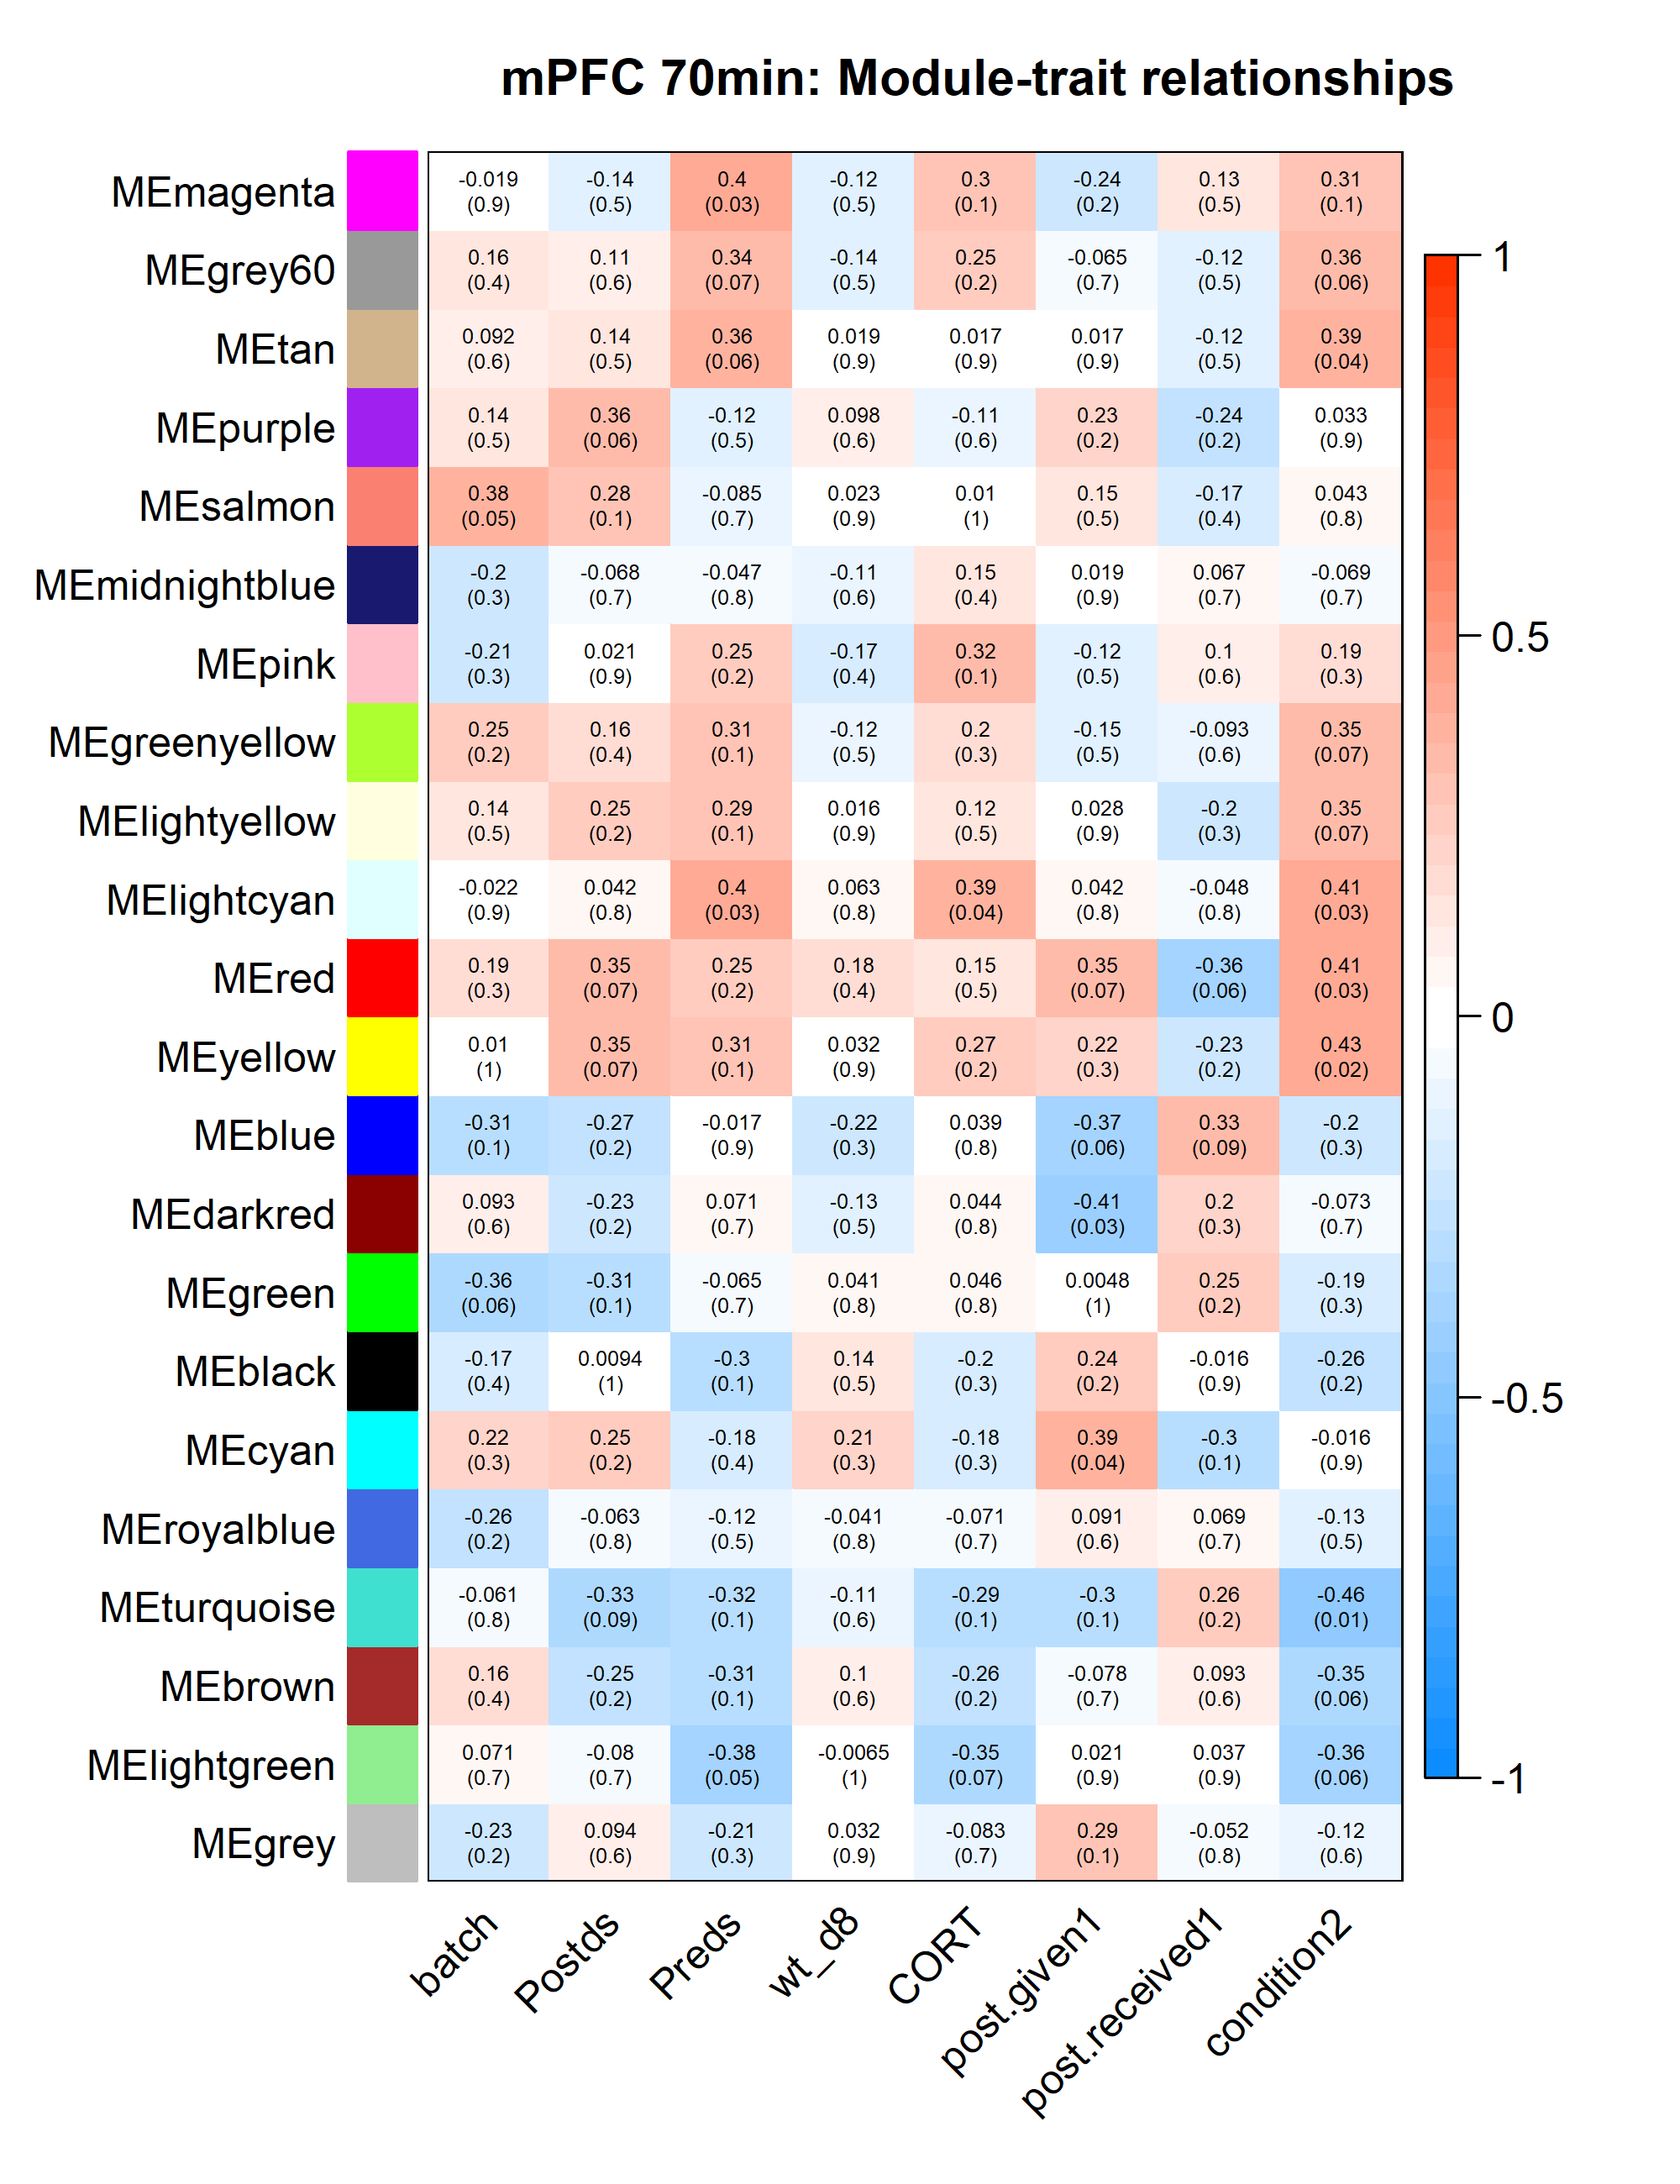 mPFC 70min: Module-trait relationships
MEmagenta -0.019 -0.14 0.4 -0.12 0.3 -0.24 0.13 0.31
(0.9) (0.5) (0.03) (0.5) (0.1) (0.2) (0.5) (0.1)
MEgrey60 0.16 0.11 0.34 -0.14 0.25 -0.065 -0.12 0.36
(0.4) (0.6) (0.07) (0.5) (0.2) (0.7) (0.5) (0.06)
MEtan 0.092 0.14 0.36 0.019 0.017 0.017 -0.12 0.39
(0.6) (0.5) (0.06) (0.9) (0.9) (0.9) (0.5) (0.04)
MEpurple 0.14 0.36 -0.12 0.098 -0.11 0.23 -0.24 0.033
(0.5) (0.06) (0.5) (0.6) (0.6) (0.2) (0.2) (0.9)
MEsalmon 0.38 0.28 -0.085 0.023 0.01 0.15 -0.17 0.043
(0.05) (0.1) (0.7) (0.9) (1) (0.5) (0.4) (0.8)
MEmidnightblue -0.2 -0.068 -0.047 -0.11 0.15 0.019 0.067 -0.069
(0.3) (0.7) (0.8) (0.6) (0.4) (0.9) (0.7) (0.7)
MEpink -0.21 0.021 0.25 -0.17 0.32 -0.12 0.1 0.19
(0.3) (0.9) (0.2) (0.4) (0.1) (0.5) (0.6) (0.3)
MEgreenyellow 0.25 0.16 0.31 -0.12 0.2 -0.15 -0.093 0.35
(0.2) (0.4) (0.1) (0.5) (0.3) (0.5) (0.6) (0.07)
MElightyellow 0.14 0.25 0.29 0.016 0.12 0.028 -0.2 0.35
(0.5) (0.2) (0.1) (0.9) (0.5) (0.9) (0.3) (0.07)
MElightcyan -0.022 0.042 0.4 0.063 0.39 0.042 -0.048 0.41
(0.9) (0.8) (0.03) (0.8) (0.04) (0.8) (0.8) (0.03)
MEred 0.19 0.35 0.25 0.18 0.15 0.35 -0.36 0.41
(0.3) (0.07) (0.2) (0.4) (0.5) (0.07) (0.06) (0.03)
MEyellow 0.01 0.35 0.31 0.032 0.27 0.22 -0.23 0.43
(1) (0.07) (0.1) (0.9) (0.2) (0.3) (0.2) (0.02)
MEblue -0.31 -0.27 -0.017 -0.22 0.039 -0.37 0.33 -0.2
(0.1) (0.2) (0.9) (0.3) (0.8) (0.06) (0.09) (0.3)
MEdarkred 0.093 -0.23 0.071 -0.13 0.044 -0.41 0.2 -0.073
(0.6) (0.2) (0.7) (0.5) (0.8) (0.03) (0.3) (0.7)
MEgreen -0.36 -0.31 -0.065 0.041 0.046 0.0048 0.25 -0.19
(0.06) (0.1) (0.7) (0.8) (0.8) (1) (0.2) (0.3)
MEblack -0.17 0.0094 -0.3 0.14 -0.2 0.24 -0.016 -0.26
(0.4) (1) (0.1) (0.5) (0.3) (0.2) (0.9) (0.2)
MEcyan 0.22 0.25 -0.18 0.21 -0.18 0.39 -0.3 -0.016
(0.3) (0.2) (0.4) (0.3) (0.3) (0.04) (0.1) (0.9)
MEroyalblue -0.26 -0.063 -0.12 -0.041 -0.071 0.091 0.069 -0.13
(0.2) (0.8) (0.5) (0.8) (0.7) (0.6) (0.7) (0.5)
MEturquoise -0.061 -0.33 -0.32 -0.11 -0.29 -0.3 0.26 -0.46
(0.8) (0.09) (0.1) (0.6) (0.1) (0.1) (0.2) (0.01)
MEbrown 0.16 -0.25 -0.31 0.1 -0.26 -0.078 0.093 -0.35
(0.4) (0.2) (0.1) (0.6) (0.2) (0.7) (0.6) (0.06)
MElightgreen 0.071 -0.08 -0.38 -0.0065 -0.35 0.021 0.037 -0.36
(0.7) (0.7) (0.05) (1) (0.07) (0.9) (0.9) (0.06)
MEgrey -0.23 0.094 -0.21 0.032 -0.083 0.29 -0.052 -0.12
(0.2) (0.6) (0.3) (0.9) (0.7) (0.1) (0.8) (0.6)
batch Postds Preds wt_d8 CORT post.given1 post.received1 condition2
1
0.5
0
-0.5
-1